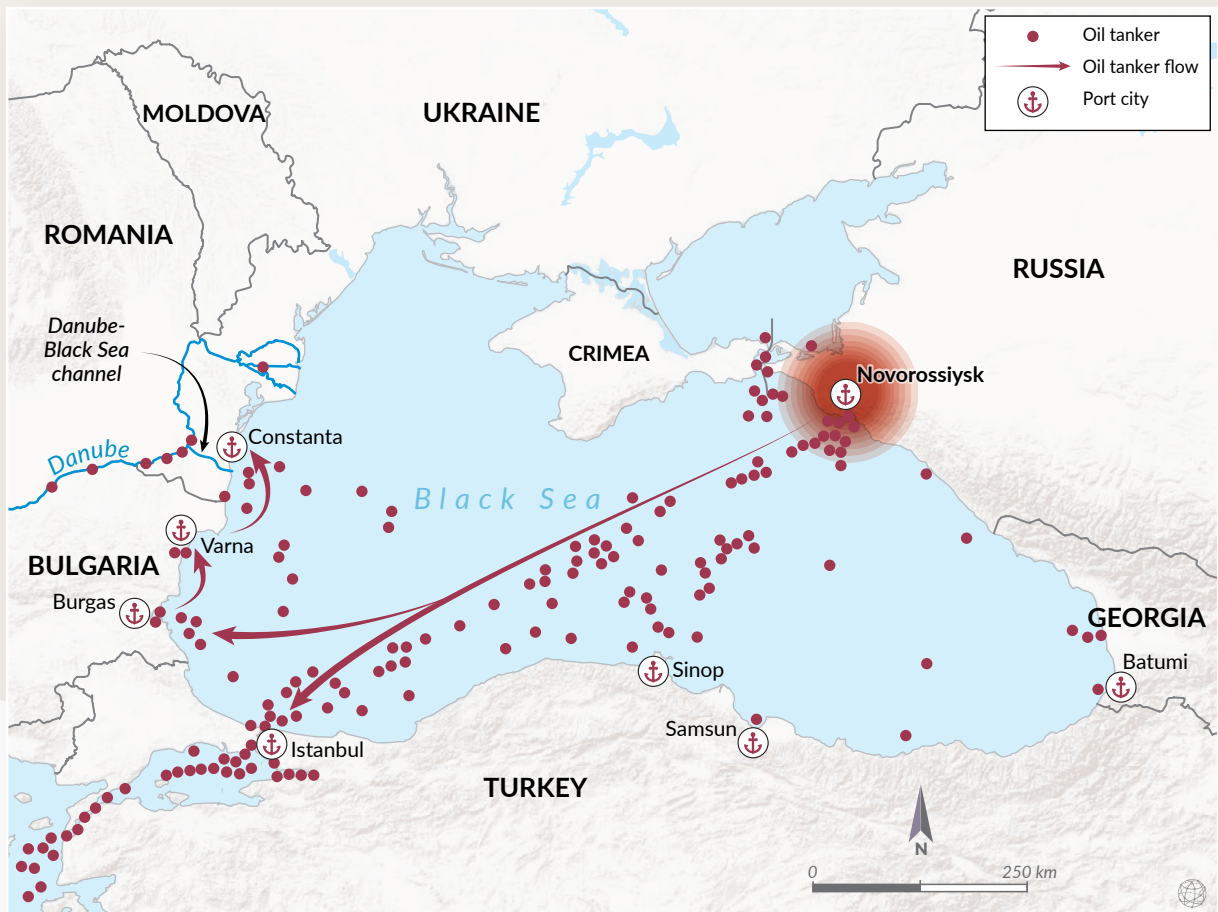 Oil tanker
Oil tanker flow
Port city
MOLDOVA
UKRAINE
ROMANIA
RUSSIA
Danube-
Black Sea
channel
CRIMEA
Novorossiysk
Constanta
Danube
Black Sea
Varna
BULGARIA
Burgas
GEORGIA
Batumi
Sinop
Samsun
Istanbul
TURKEY
N
0
250 km